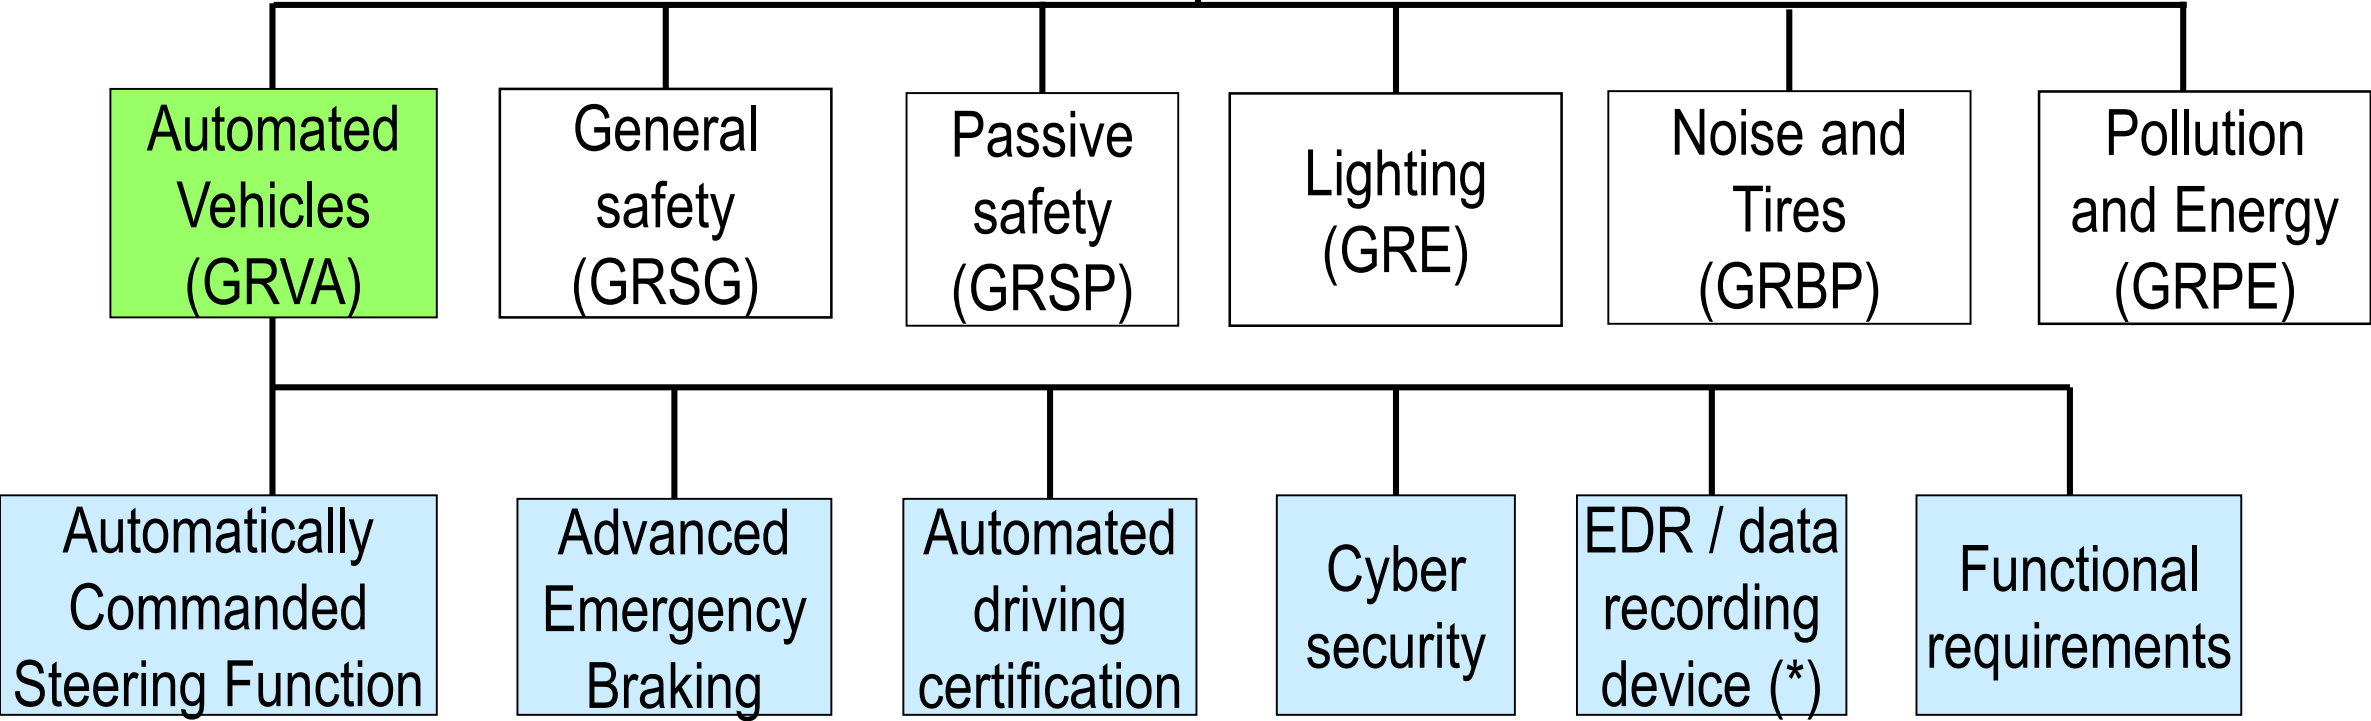 Automated
Vehicles
(GRVA)
General
safety
(GRSG)
Passive
safety
(GRSP)
Lighting
(GRE)
Noise and
Tires
(GRBP)
Pollution
and Energy
(GRPE)
Automatically
Commanded
Steering Function
Advanced
Emergency
Braking
Automated
driving
certification
Cyber
security
EDR / data
recording
device (*)
Functional
requirements